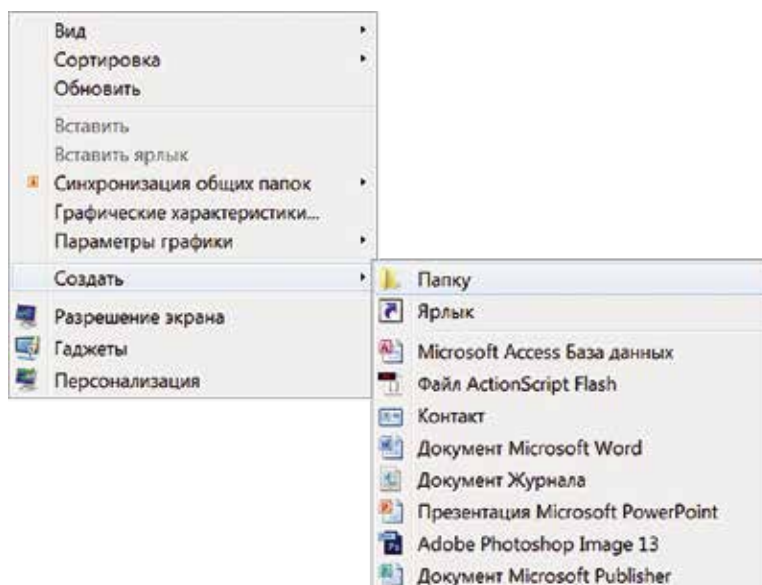 Вид
Сортировка
Обновить
Вставить
Вставить ярлык
Синхронизация общих папок
Графические характеристики...
Параметры графики
Создать
Разрешение экрана
Гаджеты
Персонализация
Папку
Ярлык
Microsoft Access База данных
Файл ActionScript Flash
Контакт
Документ Microsoft Word
Документ Журнала
Презентация Microsoft PowerPoint
Adobe Photoshop Image 13
Документ Microsoft Publisher